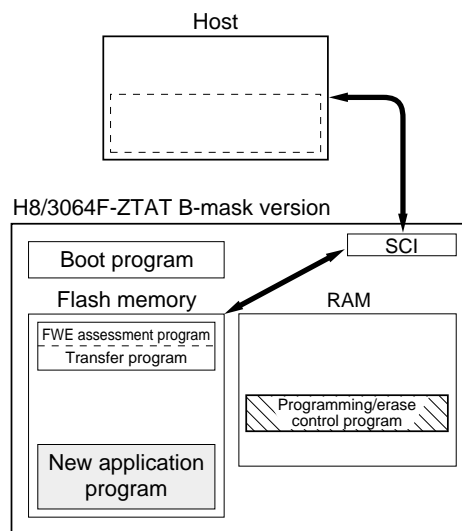 Host
H8/3064F-ZTAT B-mask version
SCI
Boot program
Flash memory
RAM
FWE assessment program
Transfer program
Programming/erase
control program
New application
program